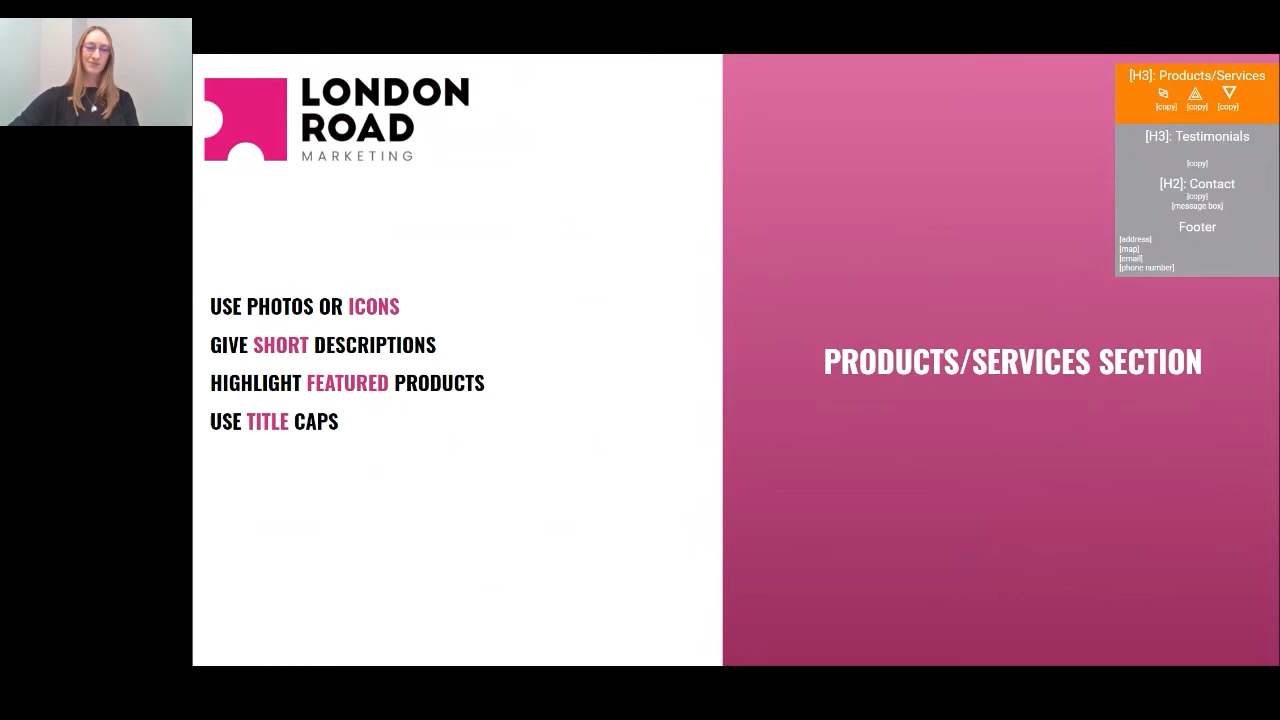 LONDON
ROAD
MARKETING
USE PHOTOS OR ICONS
GIVE SHORT DESCRIPTIONS
HIGHLIGHT FEATURED PRODUCTS
USE TITLE CAPS
PRODUCTS/SERVICES SECTION
[H3]: Products/Services
[copy] [copy] [copy]
[H3]: Testimonials
[copy]
[H2]: Contact
[copy]
[message box]
Footer
[address]
[map]
[email]
[phone number]